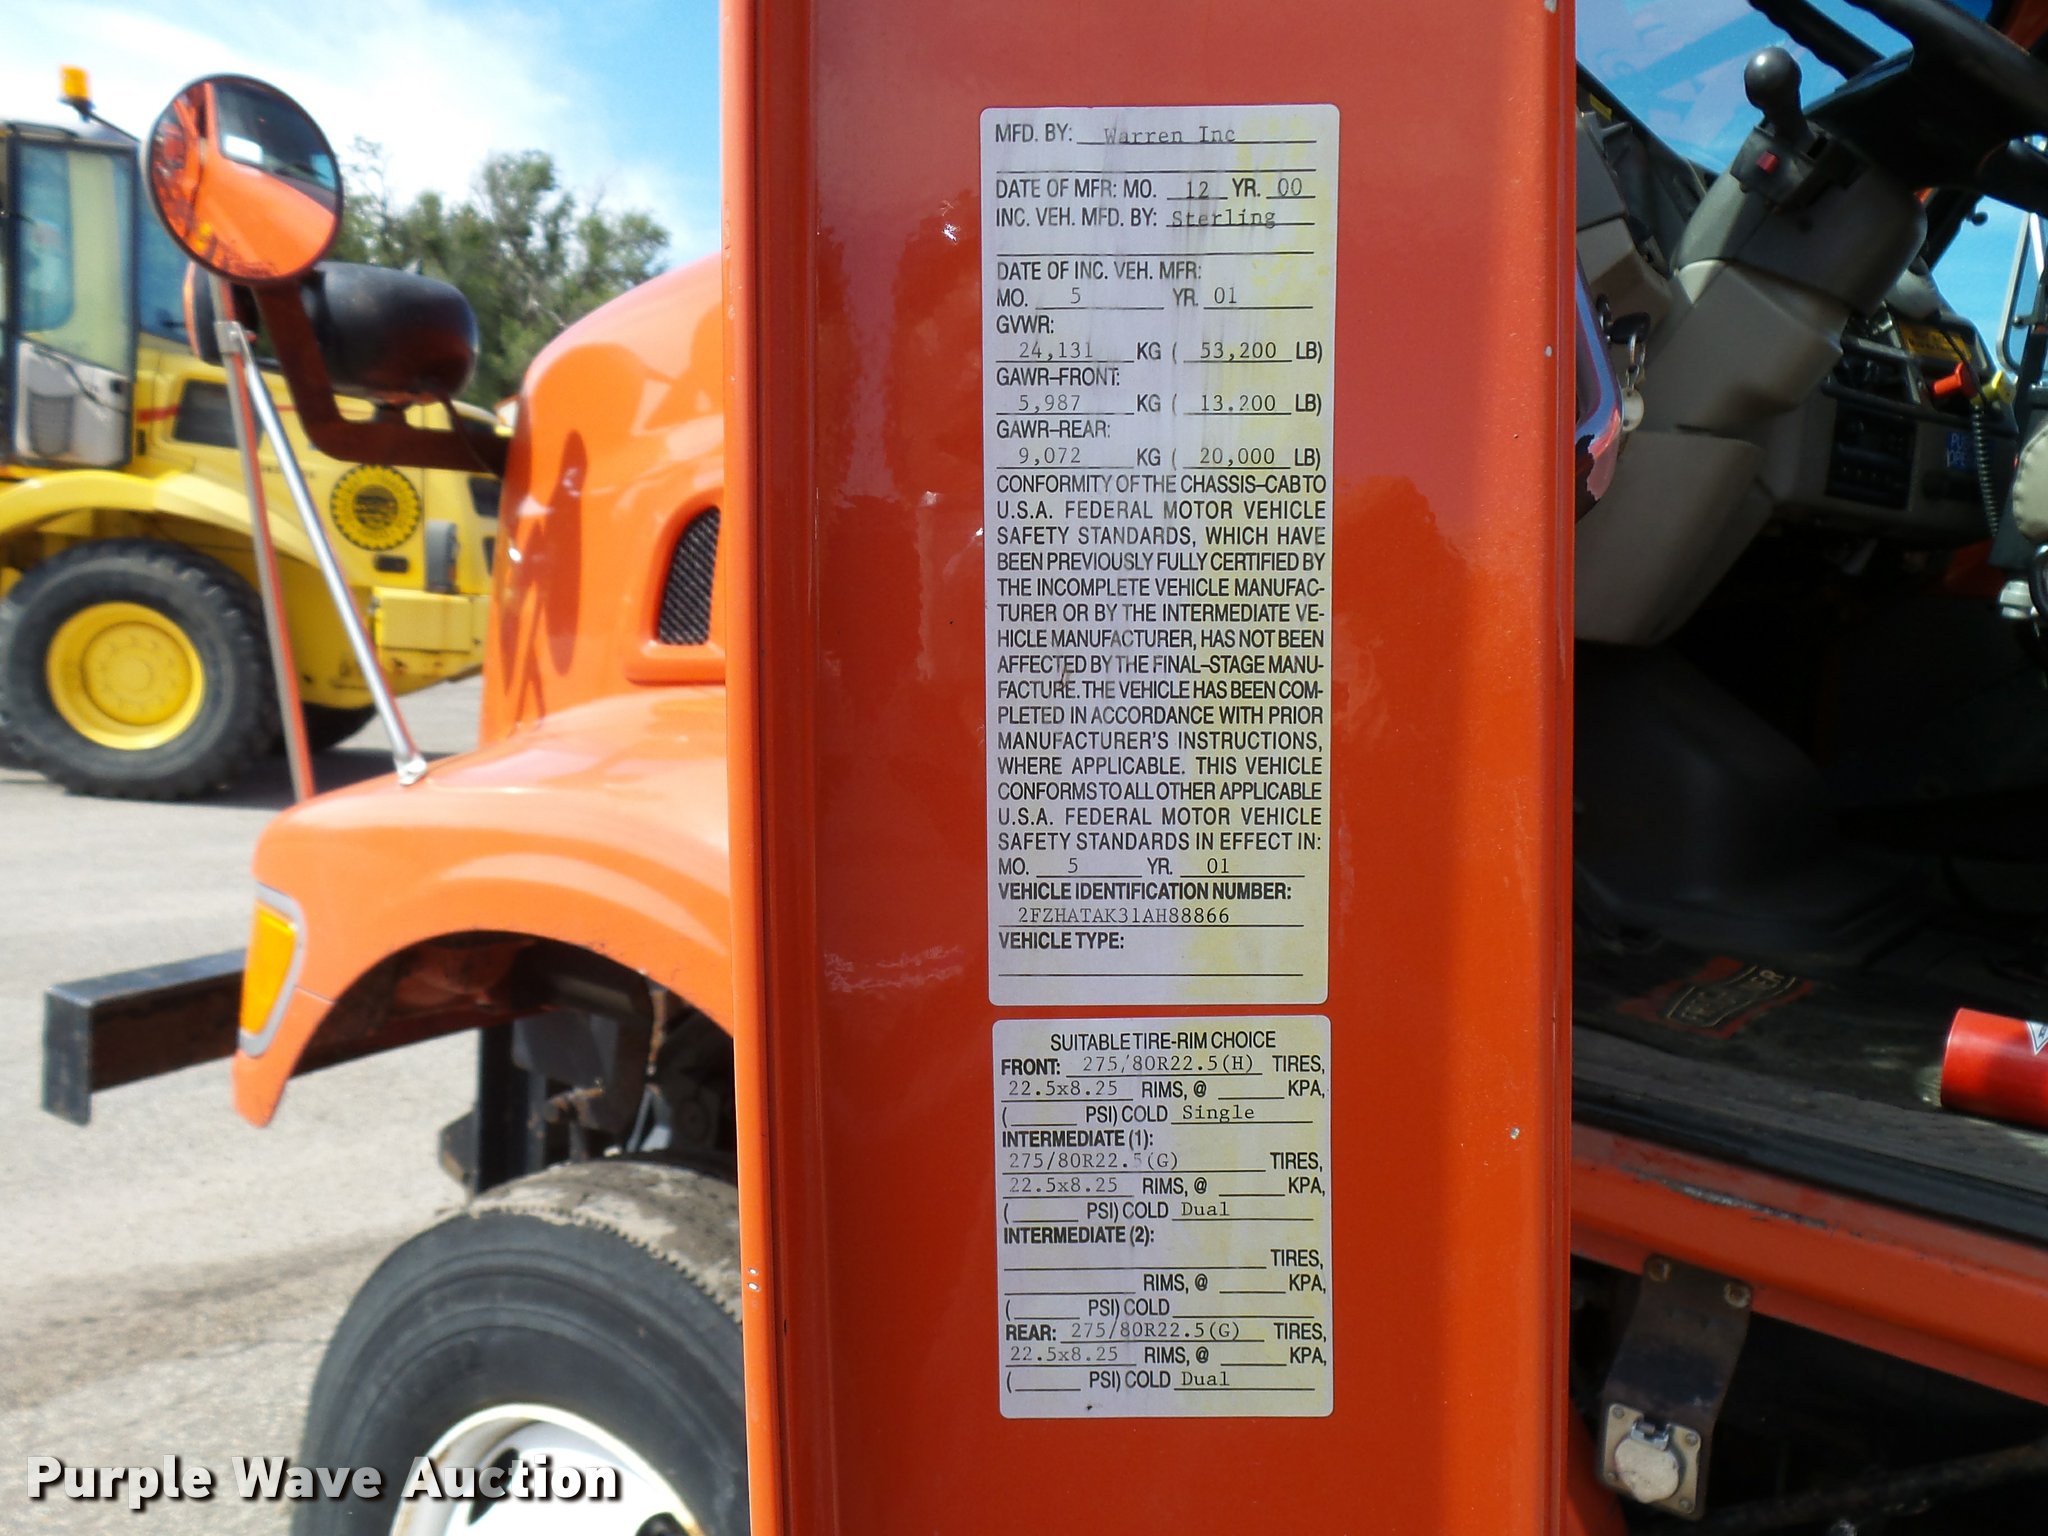 MFD. BY: Warren Inc
DATE OF MFR: MO. 12 YR. 00
INC. VEH. MFD. BY: Sterling
DATE OF INC. VEH. MFR:
MO. 5 YR. 01
GVWR:
24,131 KG ( 53,200 LB)
GAWR-FRONT:
5,987 KG ( 13.200 LB)
GAWR-REAR:
9,072 KG ( 20,000 LB)
CONFORMITY OF THE CHASSIS-CAB TO
U.S.A. FEDERAL MOTOR VEHICLE
SAFETY STANDARDS, WHICH HAVE
BEEN PREVIOUSLY FULLY CERTIFIED BY
THE INCOMPLETE VEHICLE MANUFAC-
TURER OR BY THE INTERMEDIATE VE-
HICLE MANUFACTURER, HAS NOT BEEN
AFFECTED BY THE FINAL-STAGE MANU-
FACTURE. THE VEHICLE HAS BEEN COM-
PLETED IN ACCORDANCE WITH PRIOR
MANUFACTURER'S INSTRUCTIONS,
WHERE APPLICABLE. THIS VEHICLE
CONFORMS TO ALL OTHER APPLICABLE
U.S.A. FEDERAL MOTOR VEHICLE
SAFETY STANDARDS IN EFFECT IN:
MO. 5 YR. 01
VEHICLE IDENTIFICATION NUMBER:
2FZHATAK31AH88866
VEHICLE TYPE:
SUITABLE TIRE-RIM CHOICE
FRONT: 275/80R22.5(H) TIRES,
22.5x8.25 RIMS, @ KPA,
( PSI) COLD Single
INTERMEDIATE (1):
275/80R22.5(G) TIRES,
22.5x8.25 RIMS, @ KPA,
( PSI) COLD Dual
INTERMEDIATE (2):
TIRES,
RIMS, @ KPA,
( PSI) COLD
REAR: 275/80R22.5(G) TIRES,
22.5x8.25 RIMS, @ KPA,
( PSI) COLD Dual
Purple Wave Auction